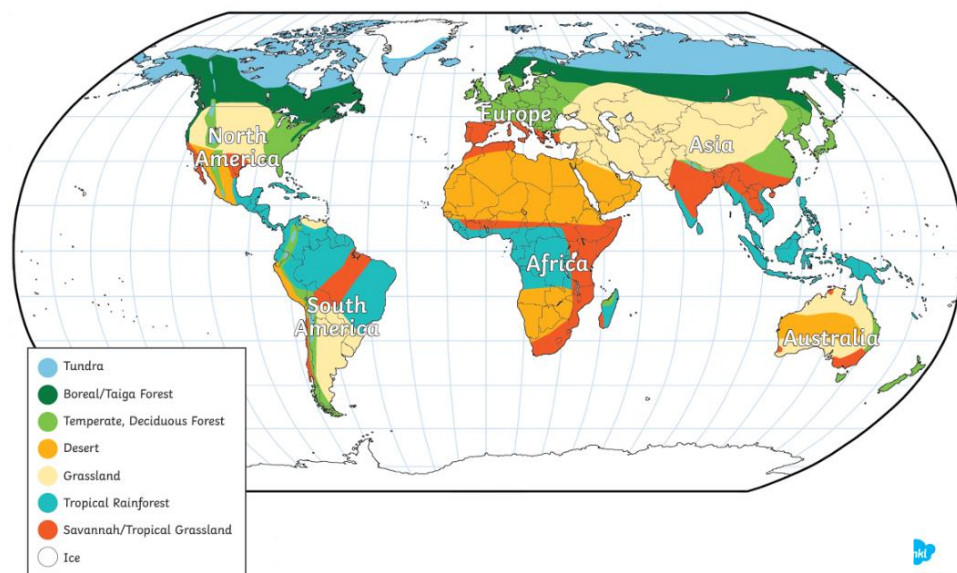 Europe
North
America
Asia
Africa
South
America
Australia
Tundra
Boreal/Taiga Forest
Temperate, Deciduous Forest
Desert
Grassland
Tropical Rainforest
Savannah/Tropical Grassland
Ice
nkl